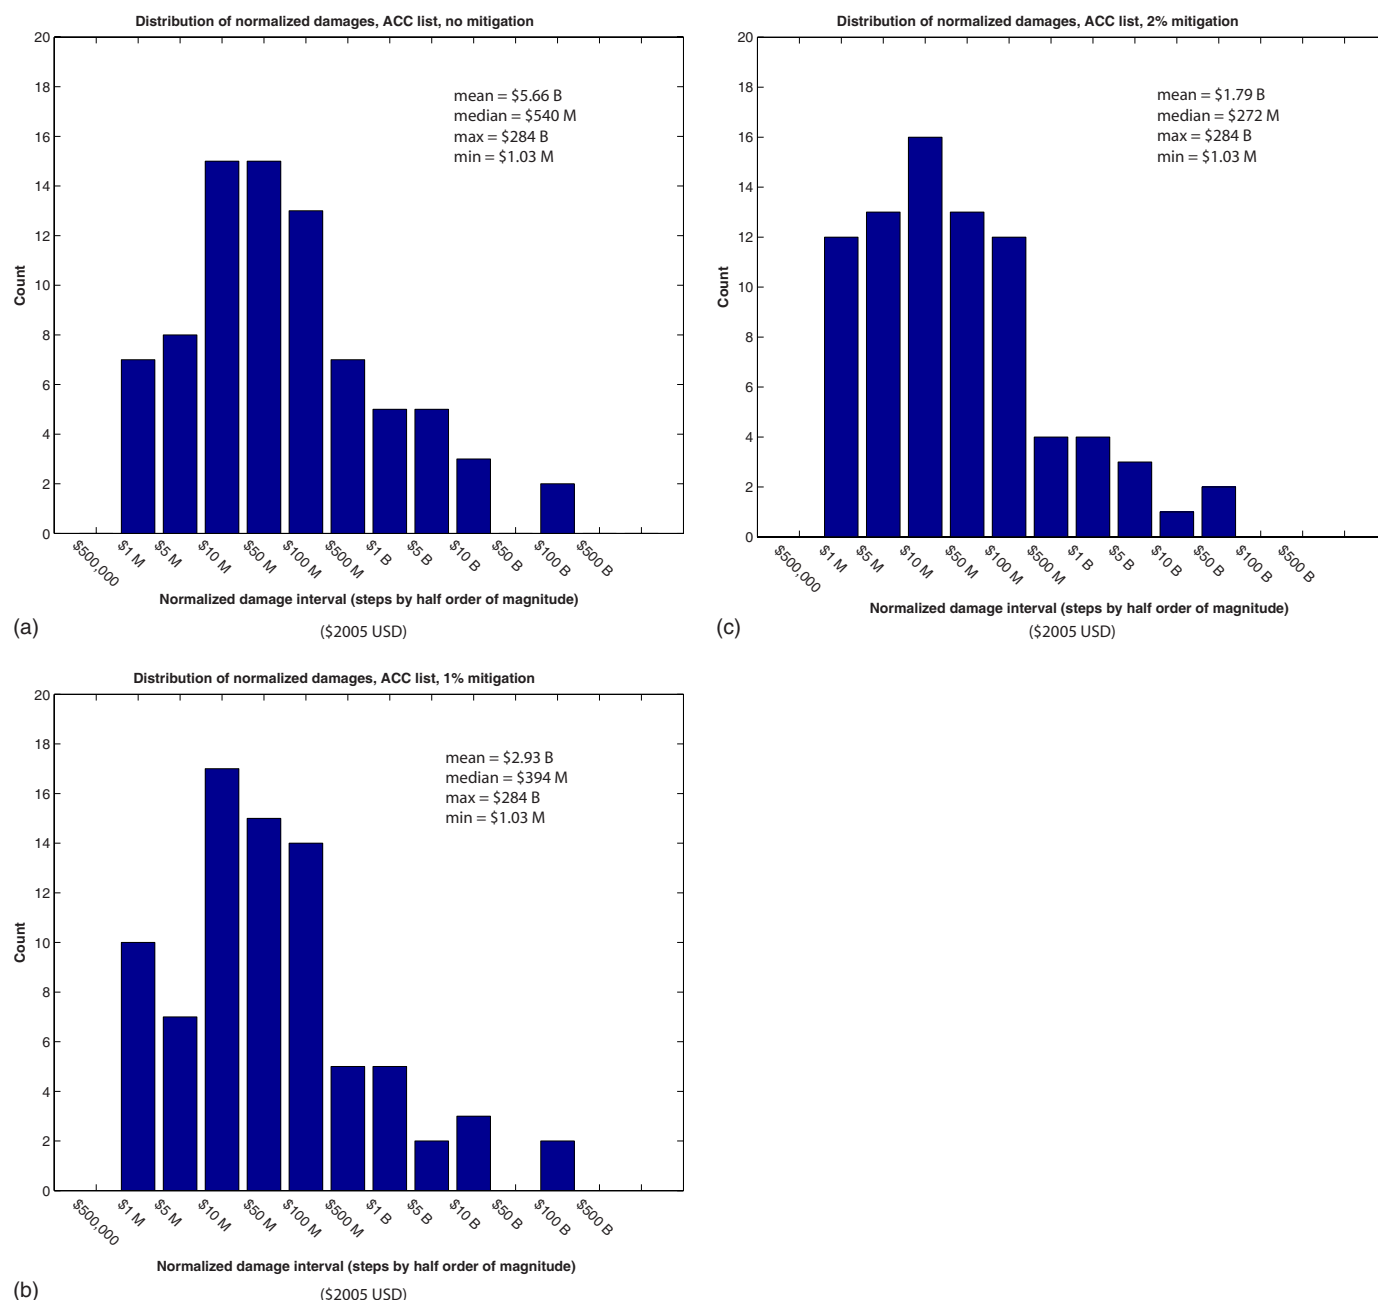 Distribution of normalized damages, ACC list, no mitigation
20
18
16
14
12
10
8
6
4
2
0
Count
mean = $5.66 B
median = $540 M
max = $284 B
min = $1.03 M
$500,000
$1 M
$5 M
$10 M
$50 M
$100 M
$500 M
$1 B
$5 B
$10 B
$50 B
$100 B
$500 B
Normalized damage interval (steps by half order of magnitude)
($2005 USD)
(a)
Distribution of normalized damages, ACC list, 2% mitigation
20
18
16
14
12
10
8
6
4
2
0
Count
mean = $1.79 B
median = $272 M
max = $284 B
min = $1.03 M
$500,000
$1 M
$5 M
$10 M
$50 M
$100 M
$500 M
$1 B
$5 B
$10 B
$50 B
$100 B
$500 B
Normalized damage interval (steps by half order of magnitude)
($2005 USD)
(c)
Distribution of normalized damages, ACC list, 1% mitigation
20
18
16
14
12
10
8
6
4
2
0
Count
mean = $2.93 B
median = $394 M
max = $284 B
min = $1.03 M
$500,000
$1 M
$5 M
$10 M
$50 M
$100 M
$500 M
$1 B
$5 B
$10 B
$50 B
$100 B
$500 B
Normalized damage interval (steps by half order of magnitude)
($2005 USD)
(b)